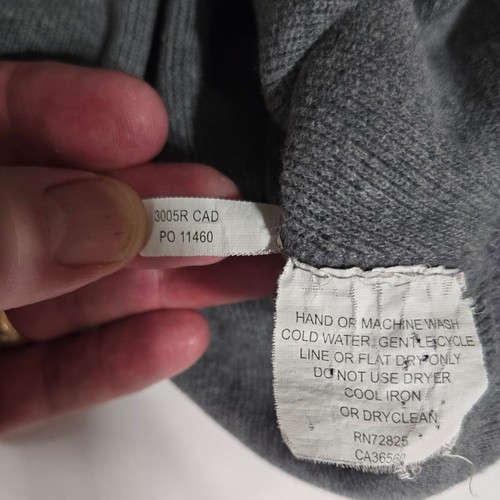 3005R CAD
PO 11460
HAND OR MACHINE WASH
COLD WATER, GENTLE CYCLE
LINE OR FLAT DRY ONLY
DO NOT USE DRYER
COOL IRON
OR DRYCLEAN
RN72825